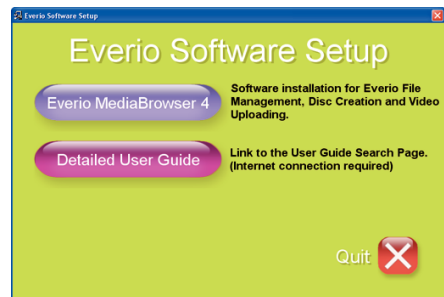 Everio Software Setup
Everio Software Setup
Everio MediaBrowser 4
Software installation for Everio File
Management, Disc Creation and Video
Uploading.
Detailed User Guide
Link to the User Guide Search Page.
(Internet connection required)
Quit